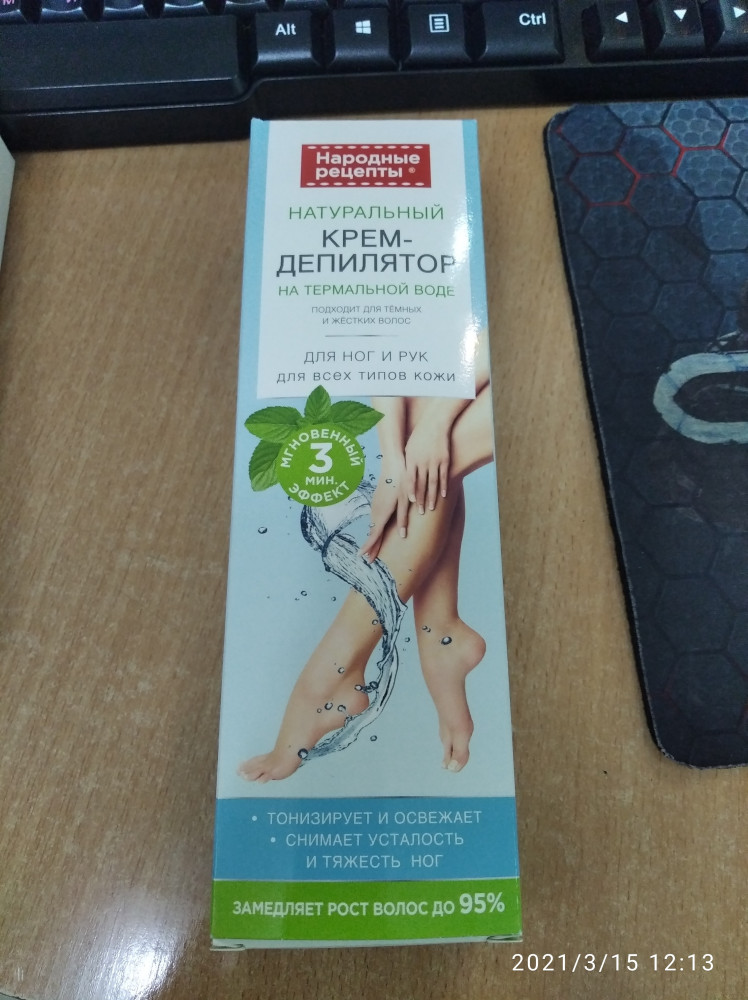 Alt
Ctrl
Народные
рецепты ®
НАТУРАЛЬНЫЙ
КРЕМ-
ДЕПИЛЯТОР
НА ТЕРМАЛЬНОЙ ВОДЕ
ПОДХОДИТ ДЛЯ ТЁМНЫХ
И ЖЁСТКИХ ВОЛОС
ДЛЯ НОГ И РУК
для всех типов кожи
МГНОВЕННЫЙ
3
МИН.
ЭФФЕКТ
• ТОНИЗИРУЕТ И ОСВЕЖАЕТ
• СНИМАЕТ УСТАЛОСТЬ
И ТЯЖЕСТЬ НОГ
ЗАМЕДЛЯЕТ РОСТ ВОЛОС ДО 95%
2021/3/15 12:13